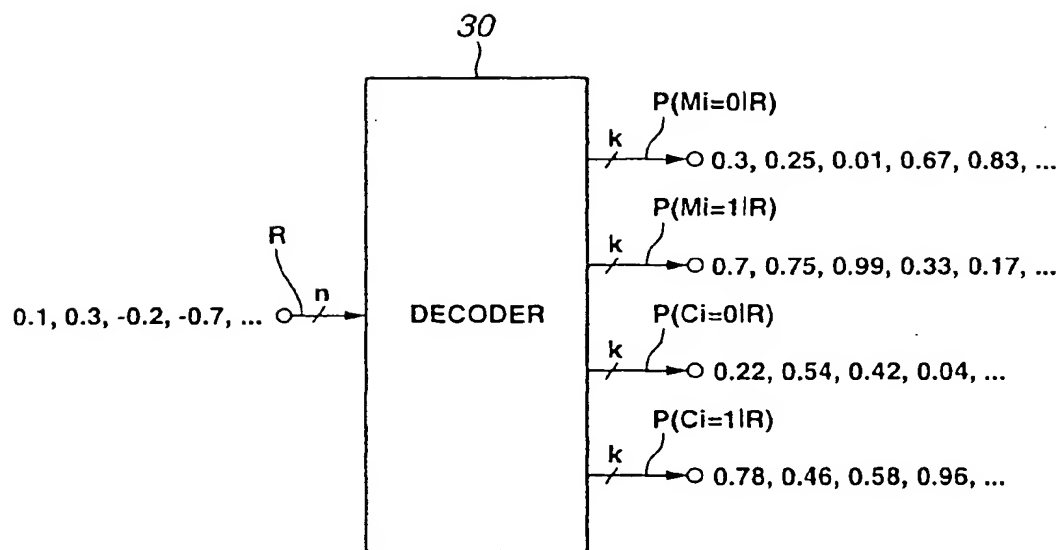 30
P(Mi=0|R)
k
0.3, 0.25, 0.01, 0.67, 0.83, ...
P(Mi=1|R)
k
0.7, 0.75, 0.99, 0.33, 0.17, ...
R
n
0.1, 0.3, -0.2, -0.7, ...
DECODER
P(Ci=0|R)
k
0.22, 0.54, 0.42, 0.04, ...
P(Ci=1|R)
k
0.78, 0.46, 0.58, 0.96, ...